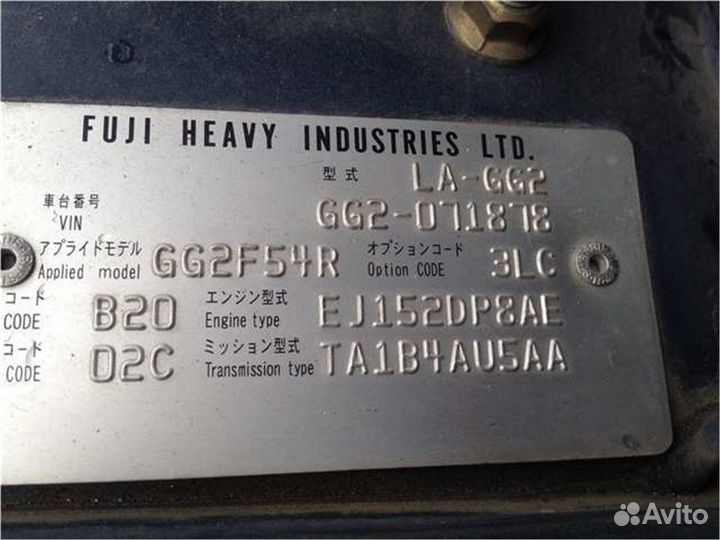 FUJI HEAVY INDUSTRIES LTD.
型式 LA-GG2
車台番号
VIN GG2-071878
アプライドモデル オプションコード
Applied model GG2F54R Option CODE 3LC
コード エンジン型式
CODE B20 Engine type EJ152DP8AE
コード ミッション型式
CODE 02C Transmission type TA1B4AU5AA
Avito